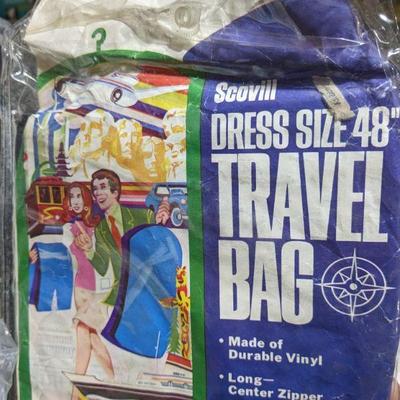 Scovill
DRESS SIZE 48"
TRAVEL
BAG
• Made of
Durable Vinyl
• Long—
Center Zipper